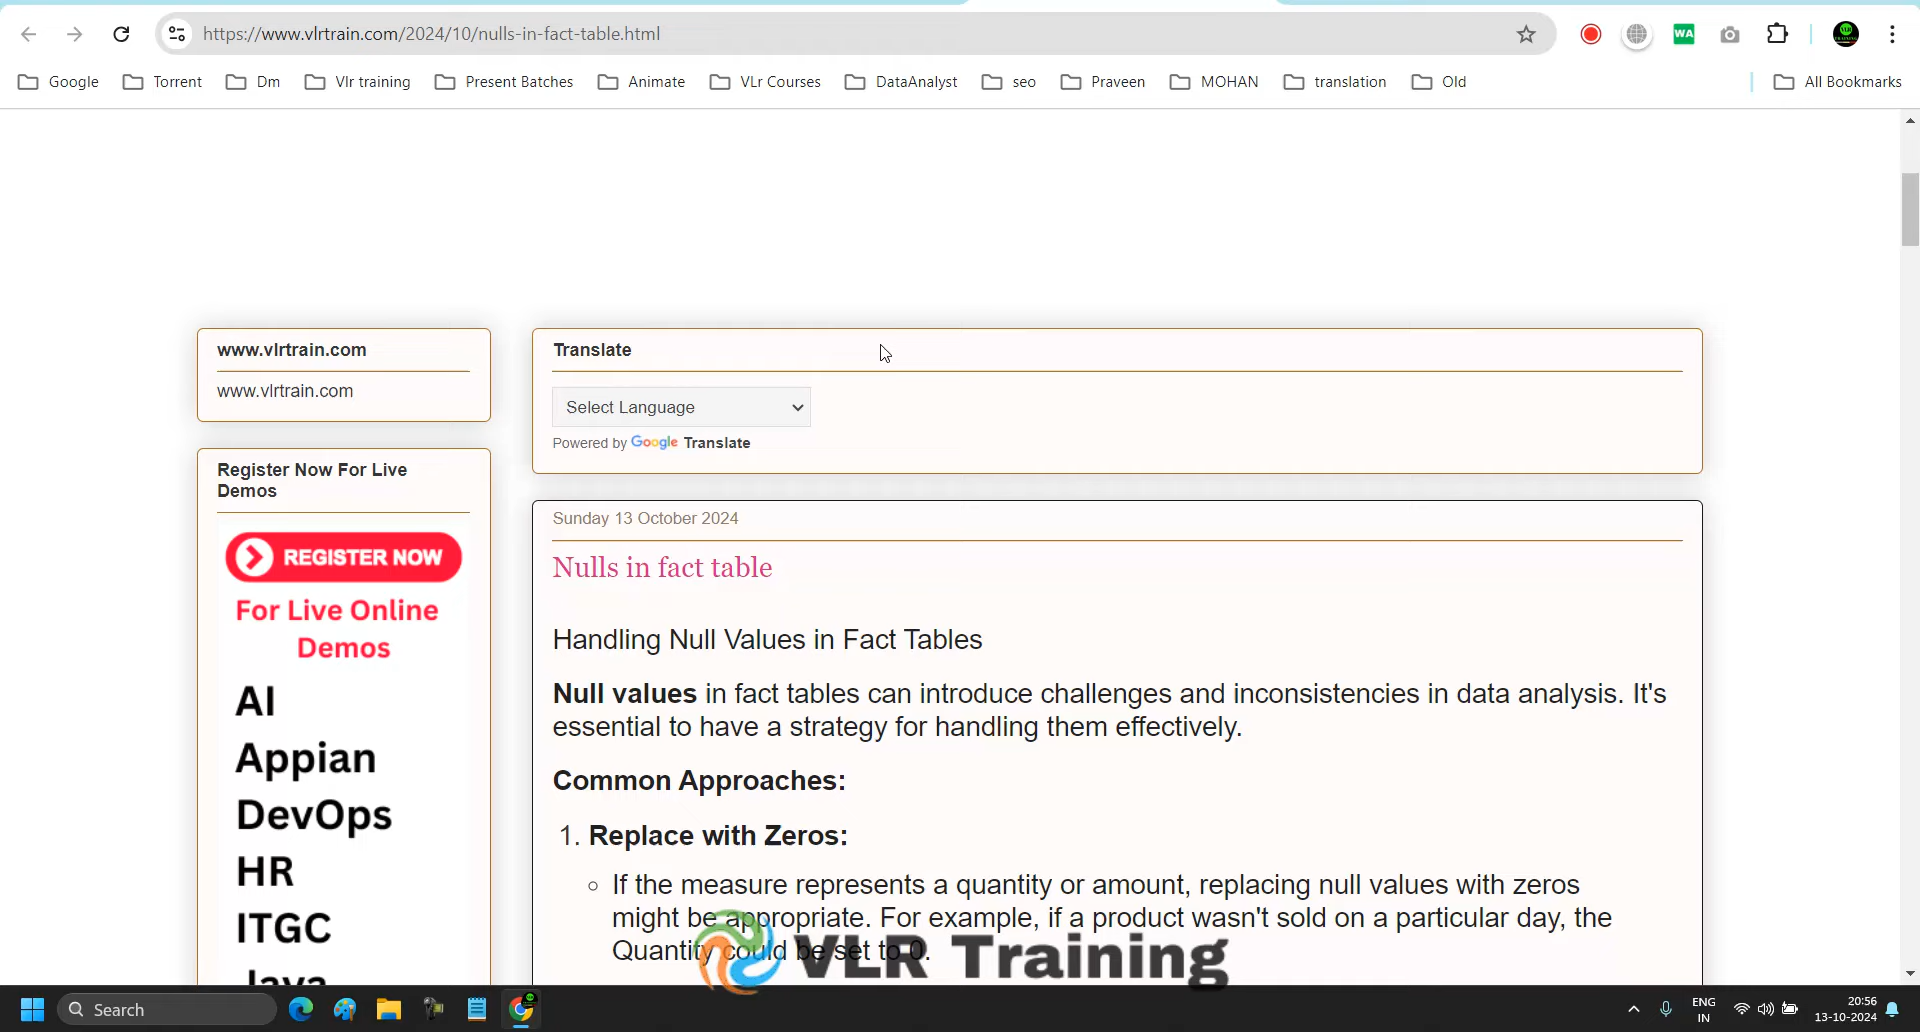 https://www.vlrtrain.com/2024/10/nulls-in-fact-table.html
WA
Google
Torrent
Dm
Vlr training
Present Batches
Animate
VLr Courses
DataAnalyst
seo
Praveen
MOHAN
translation
Old
All Bookmarks
www.vlrtrain.com
www.vlrtrain.com
Register Now For Live
Demos
REGISTER NOW
For Live Online
Demos
AI
Appian
DevOps
HR
ITGC
Java
Translate
Select Language
Powered by Google Translate
Sunday 13 October 2024
Nulls in fact table
Handling Null Values in Fact Tables
Null values in fact tables can introduce challenges and inconsistencies in data analysis. It's
essential to have a strategy for handling them effectively.
Common Approaches:
1. Replace with Zeros:
If the measure represents a quantity or amount, replacing null values with zeros
might be appropriate. For example, if a product wasn't sold on a particular day, the
Quantity could be set to 0.
VLR Training
Search
ENG
IN
20:56
13-10-2024